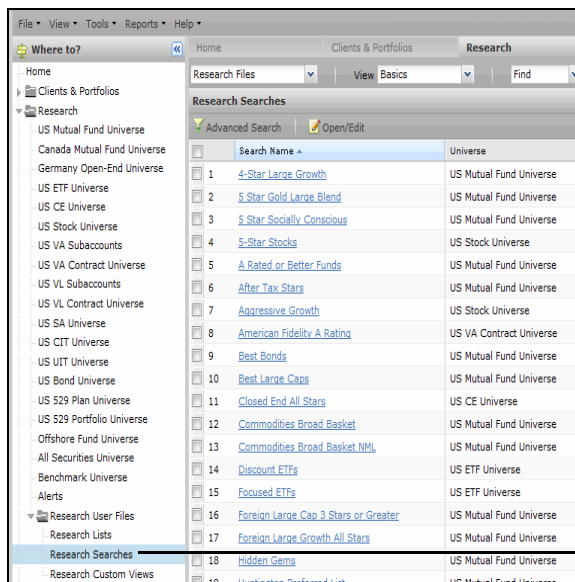 File View Tools Reports Help
Where to?
Home
Clients & Portfolios
Research
US Mutual Fund Universe
Canada Mutual Fund Universe
Germany Open-End Universe
US ETF Universe
US CE Universe
US Stock Universe
US VA Subaccounts
US VA Contract Universe
US VL Subaccounts
US VL Contract Universe
US SA Universe
US CIT Universe
US UIT Universe
US Bond Universe
US 529 Plan Universe
US 529 Portfolio Universe
Offshore Fund Universe
All Securities Universe
Benchmark Universe
Alerts
Research User Files
Research Lists
Research Searches
Research Custom Views
Home Clients & Portfolios Research
Research Files View Basics Find
Research Searches
Advanced Search Open/Edit
Search Name Universe
1 4-Star Large Growth US Mutual Fund Universe
2 5 Star Gold Large Blend US Mutual Fund Universe
3 5 Star Socially Conscious US Mutual Fund Universe
4 5-Star Stocks US Stock Universe
5 A Rated or Better Funds US Mutual Fund Universe
6 After Tax Stars US Mutual Fund Universe
7 Aggressive Growth US Stock Universe
8 American Fidelity A Rating US VA Contract Universe
9 Best Bonds US Mutual Fund Universe
10 Best Large Caps US Mutual Fund Universe
11 Closed End All Stars US CE Universe
12 Commodities Broad Basket US Mutual Fund Universe
13 Commodities Broad Basket NML US Mutual Fund Universe
14 Discount ETFs US ETF Universe
15 Focused ETFs US ETF Universe
16 Foreign Large Cap 3 Stars or Greater US Mutual Fund Universe
17 Foreign Large Growth All Stars US Mutual Fund Universe
18 Hidden Gems US Mutual Fund Universe